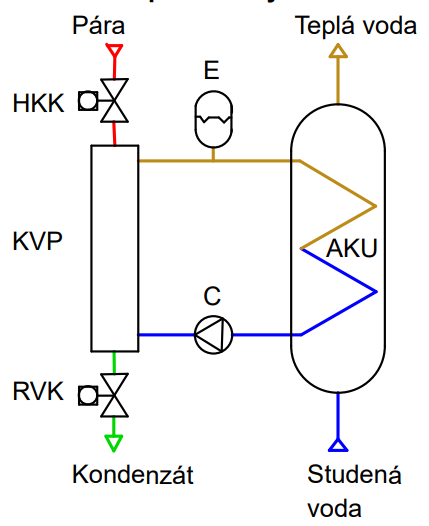 Pára
Teplá voda
E
HKK
KVP
AKU
C
RVK
Kondenzát
Studená
voda